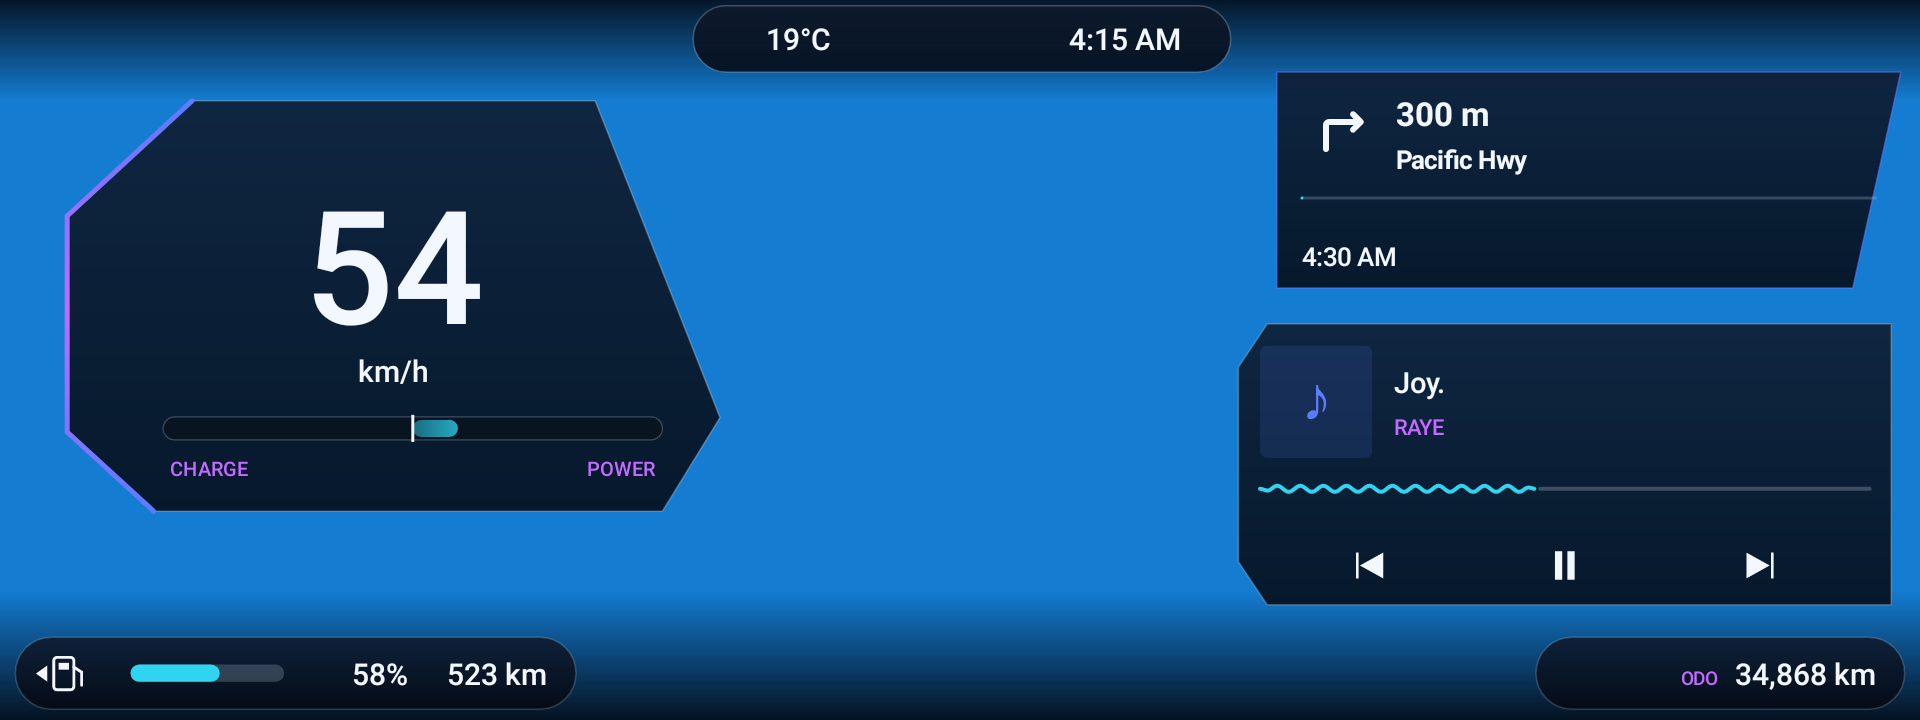 19°C 4:15 AM
54
km/h
CHARGE POWER
300 m
Pacific Hwy
4:30 AM
Joy.
RAYE
58% 523 km
ODO 34,868 km